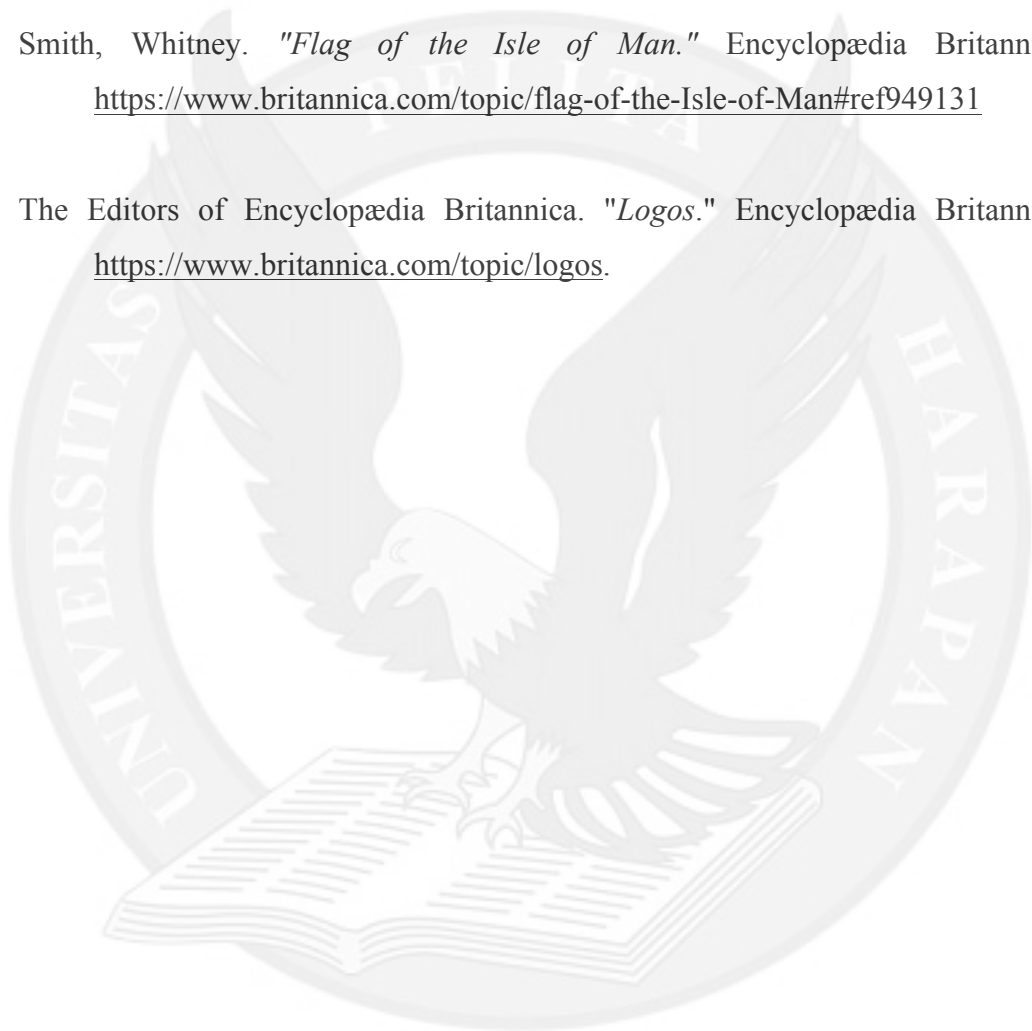 Smith, Whitney. "Flag of the Isle of Man." Encyclopædia Britann
https://www.britannica.com/topic/flag-of-the-Isle-of-Man#ref949131
The Editors of Encyclopædia Britannica. "Logos." Encyclopædia Britann
https://www.britannica.com/topic/logos.
UNIVERSITAS PELITA HARAPAN